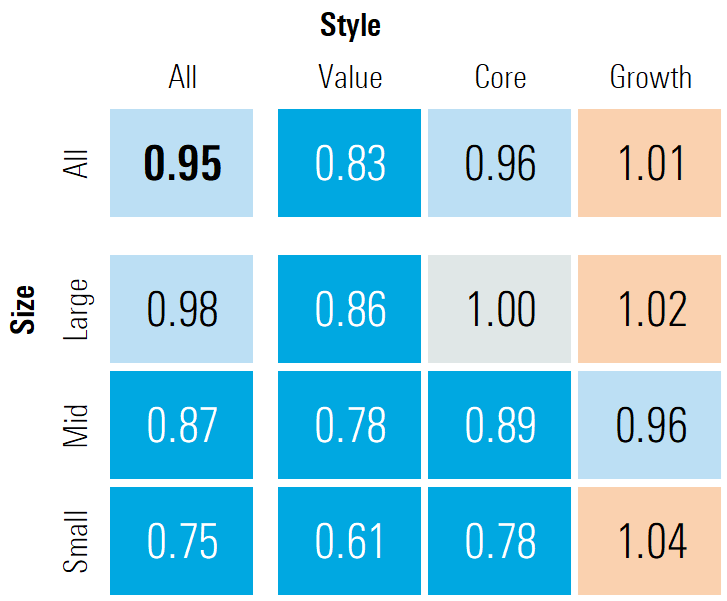 Style
All Value Core Growth
All 0.95 0.83 0.96 1.01
Size
Large 0.98 0.86 1.00 1.02
Mid 0.87 0.78 0.89 0.96
Small 0.75 0.61 0.78 1.04